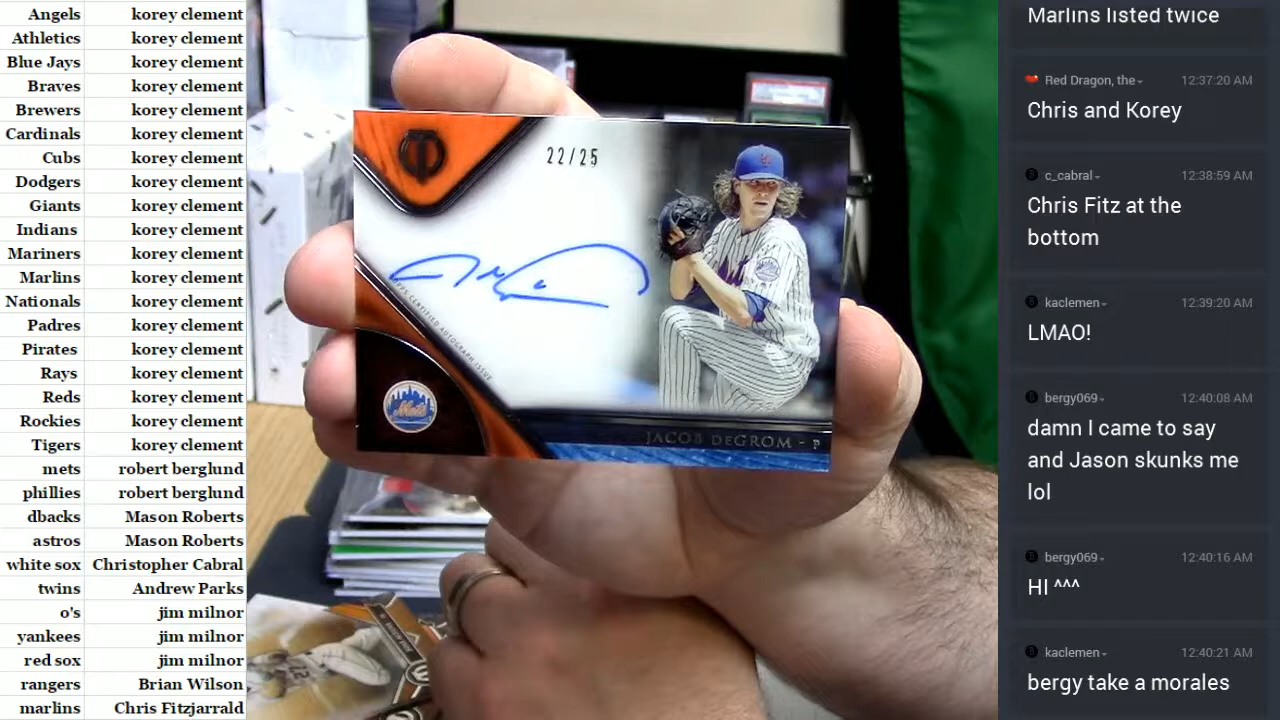 Angels korey clement
Athletics korey clement
Blue Jays korey clement
Braves korey clement
Brewers korey clement
Cardinals korey clement
Cubs korey clement
Dodgers korey clement
Giants korey clement
Indians korey clement
Mariners korey clement
Marlins korey clement
Nationals korey clement
Padres korey clement
Pirates korey clement
Rays korey clement
Reds korey clement
Rockies korey clement
Tigers korey clement
mets robert berglund
phillies robert berglund
dbacks Mason Roberts
astros Mason Roberts
white sox Christopher Cabral
twins Andrew Parks
o's jim milnor
yankees jim milnor
red sox jim milnor
rangers Brian Wilson
marlins Chris Fitzjarrald
22/25
TOPPS CERTIFIED AUTOGRAPH ISSUE
Mets
JACOB DEGROM - P
Marlins listed twice
Red Dragon, the 12:37:20 AM
Chris and Korey
c_cabral 12:38:59 AM
Chris Fitz at the
bottom
kaclemen 12:39:20 AM
LMAO!
bergy069 12:40:08 AM
damn I came to say
and Jason skunks me
lol
bergy069 12:40:16 AM
HI ^^^
kaclemen 12:40:21 AM
bergy take a morales